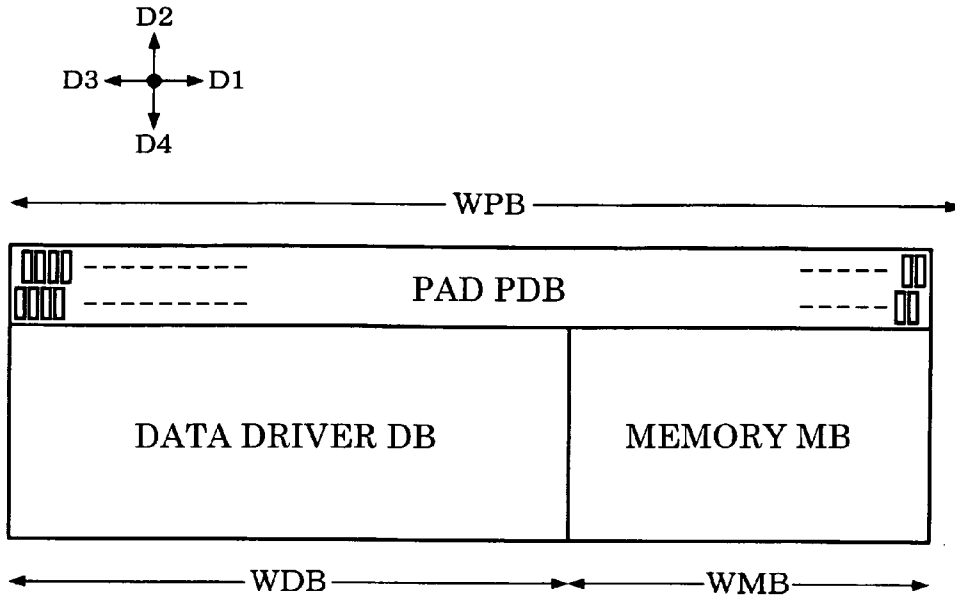 D2
D3 D1
D4
WPB
PAD PDB
DATA DRIVER DB MEMORY MB
WDB WMB